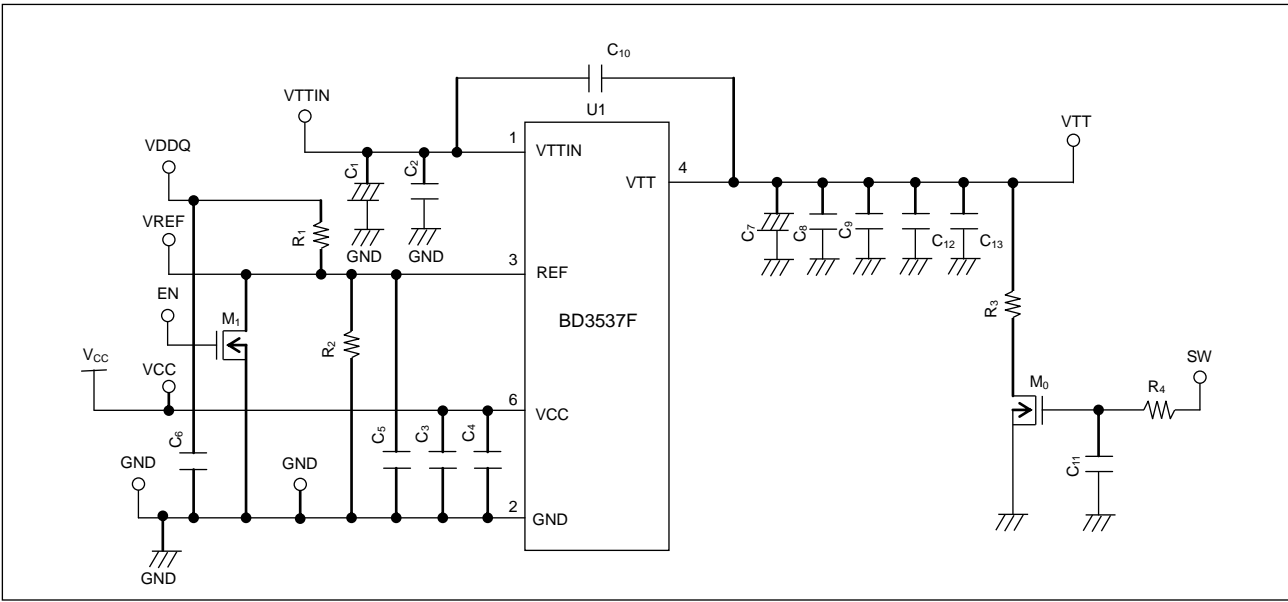 C10
U1
VTTIN
1
VTTIN
VTT
VDDQ
C1
C2
4
VTT
VREF
R1
GND
GND
C7
C8
C9
C12
C13
3
REF
EN
M1
R2
BD3537F
R3
VCC
VCC
SW
M0
R4
6
VCC
C6
C5
C3
C4
C11
GND
GND
2
GND
GND